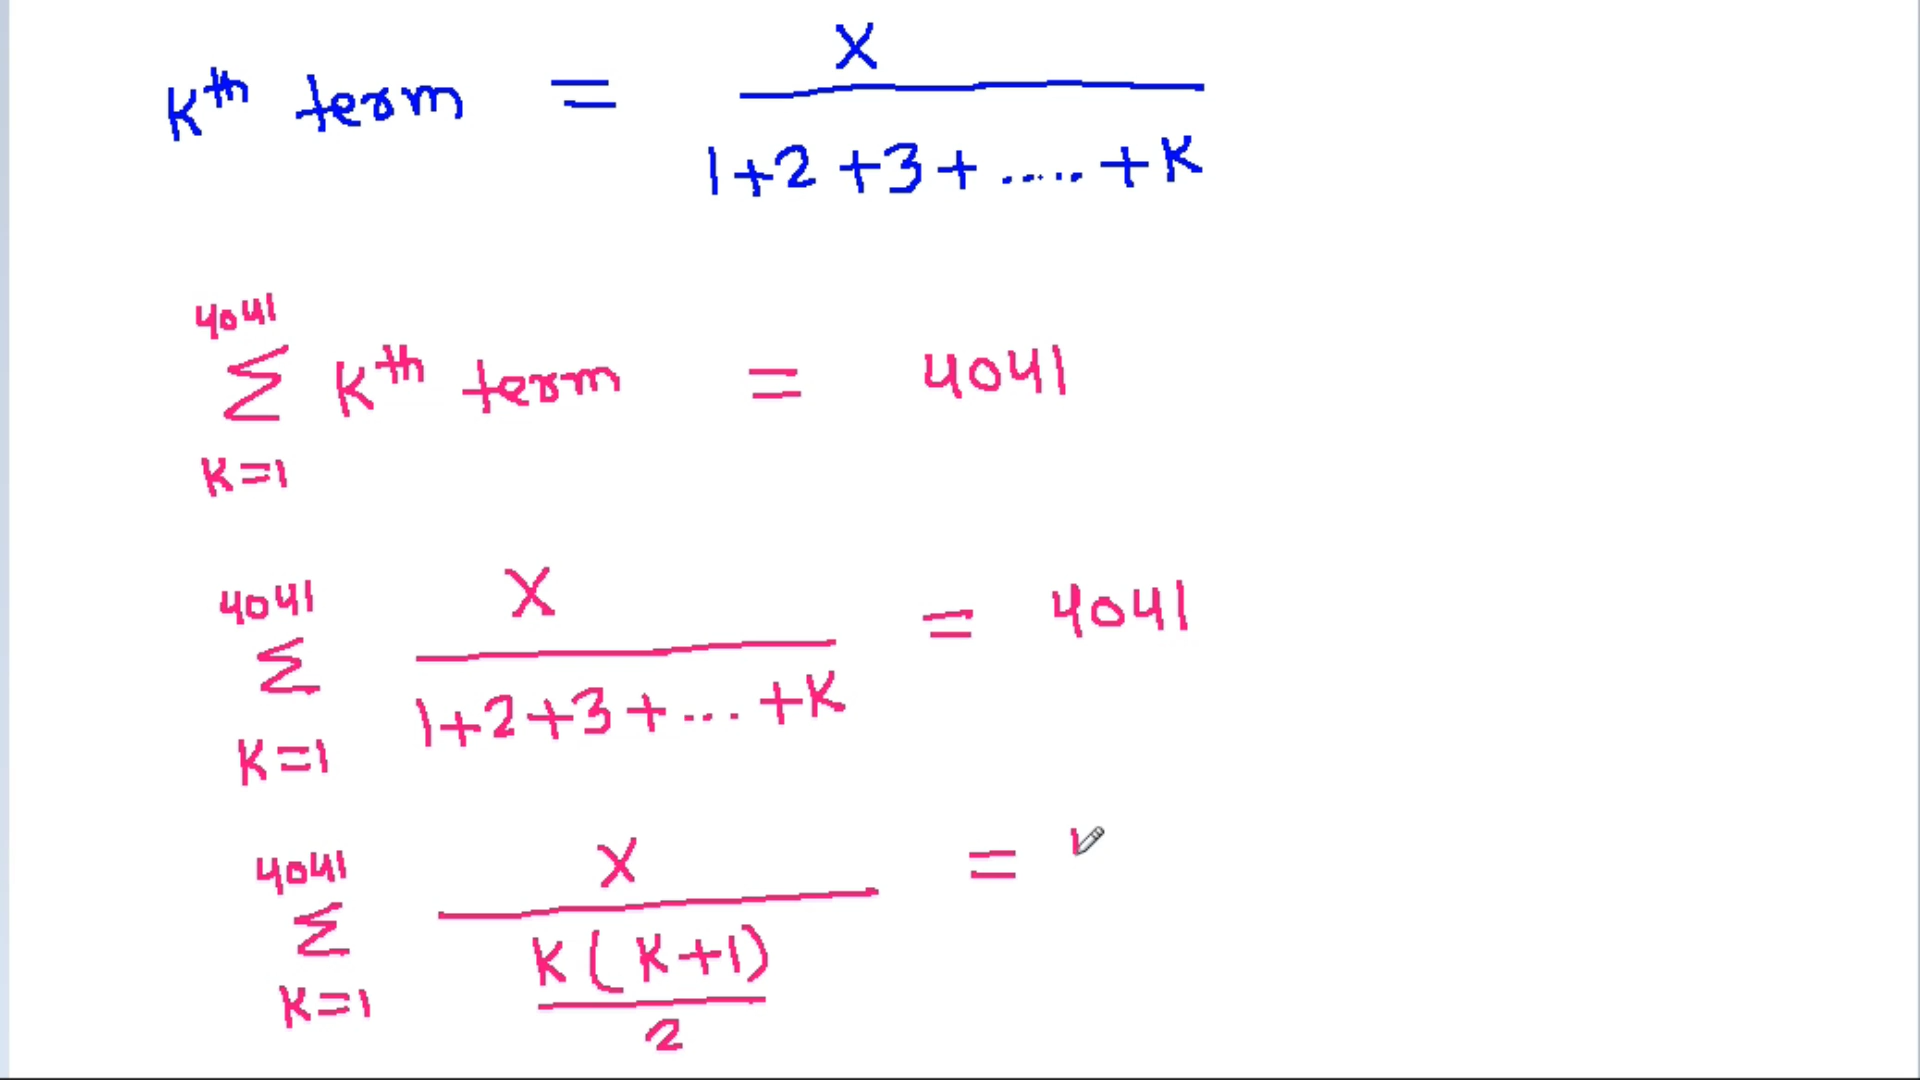 Kth term = x
1+2+3+.....+K
4041
Σ Kth term = 4041
K=1
4041 x
Σ = 4041
1+2+3+...+K
K=1
4041 x
Σ =
K(K+1)
K=1 2